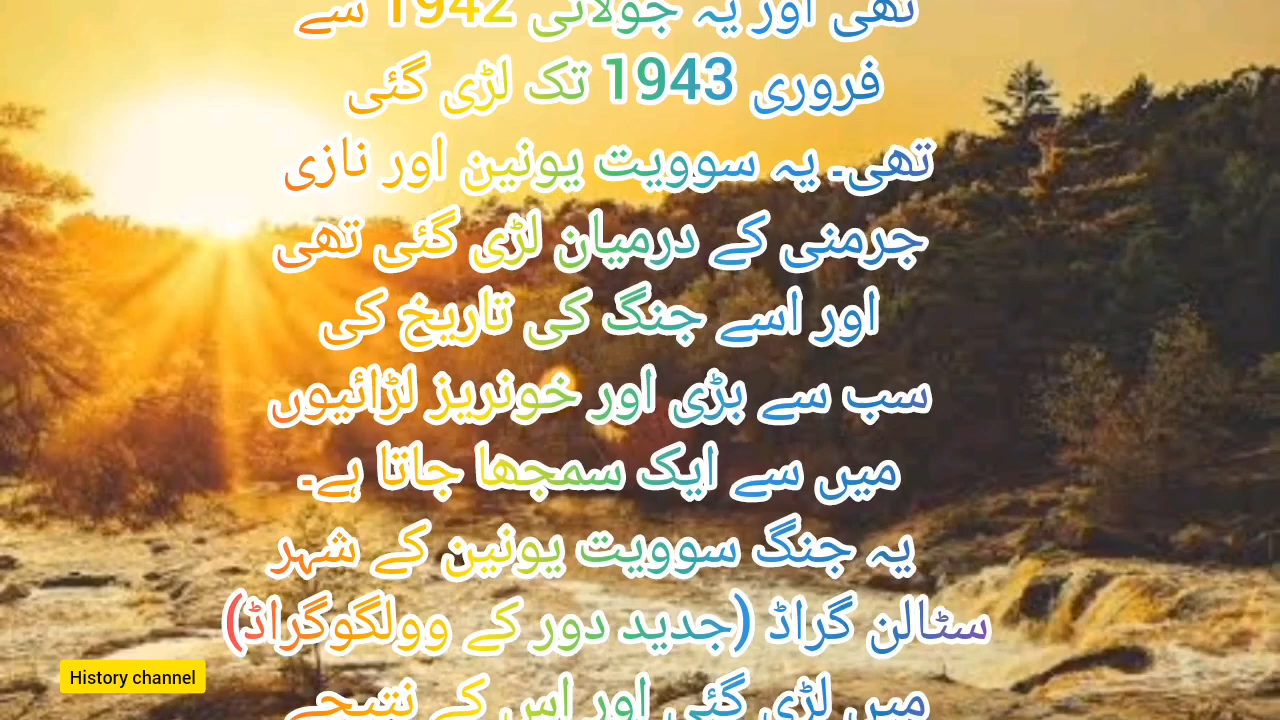 تھی اور یہ جولائی 1942 سے
فروری 1943 تک لڑی گئی
تھی۔ یہ سوویت یونین اور نازی
جرمنی کے درمیان لڑی گئی تھی
اور اسے جنگ کی تاریخ کی
سب سے بڑی اور خونریز لڑائیوں
میں سے ایک سمجھا جاتا ہے۔
یہ جنگ سوویت یونین کے شہر
سٹالن گراڈ (جدید دور کے وولگوگراڈ)
میں لڑی گئی اور اس کے نتیجے
History channel